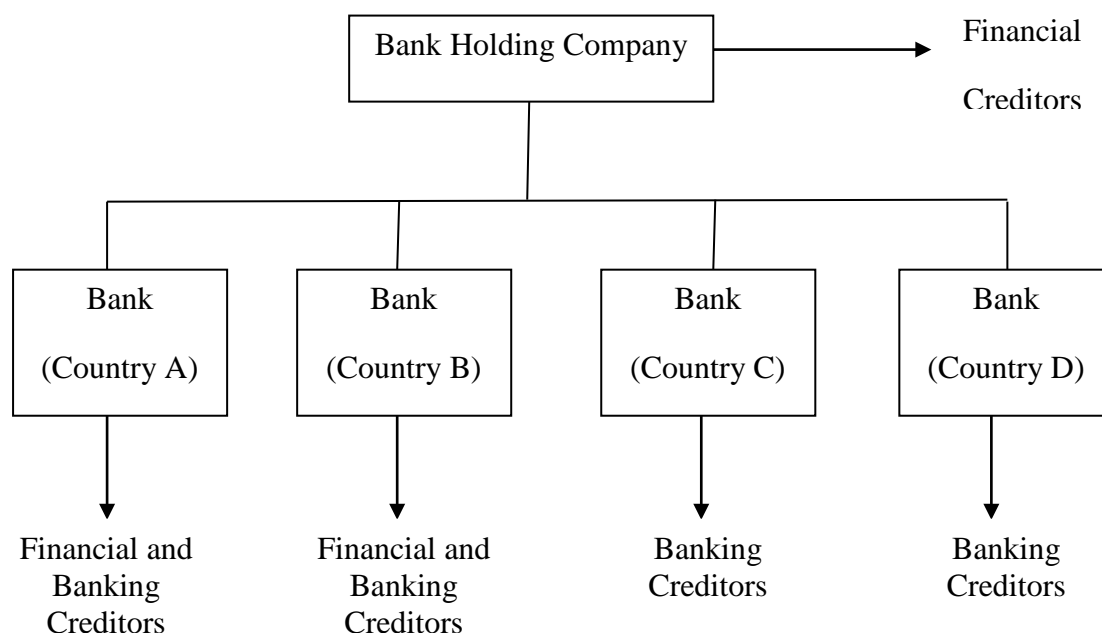 Bank Holding Company
Financial
Creditors
Bank
(Country A)
Bank
(Country B)
Bank
(Country C)
Bank
(Country D)
Financial and
Banking
Creditors
Financial and
Banking
Creditors
Banking
Creditors
Banking
Creditors